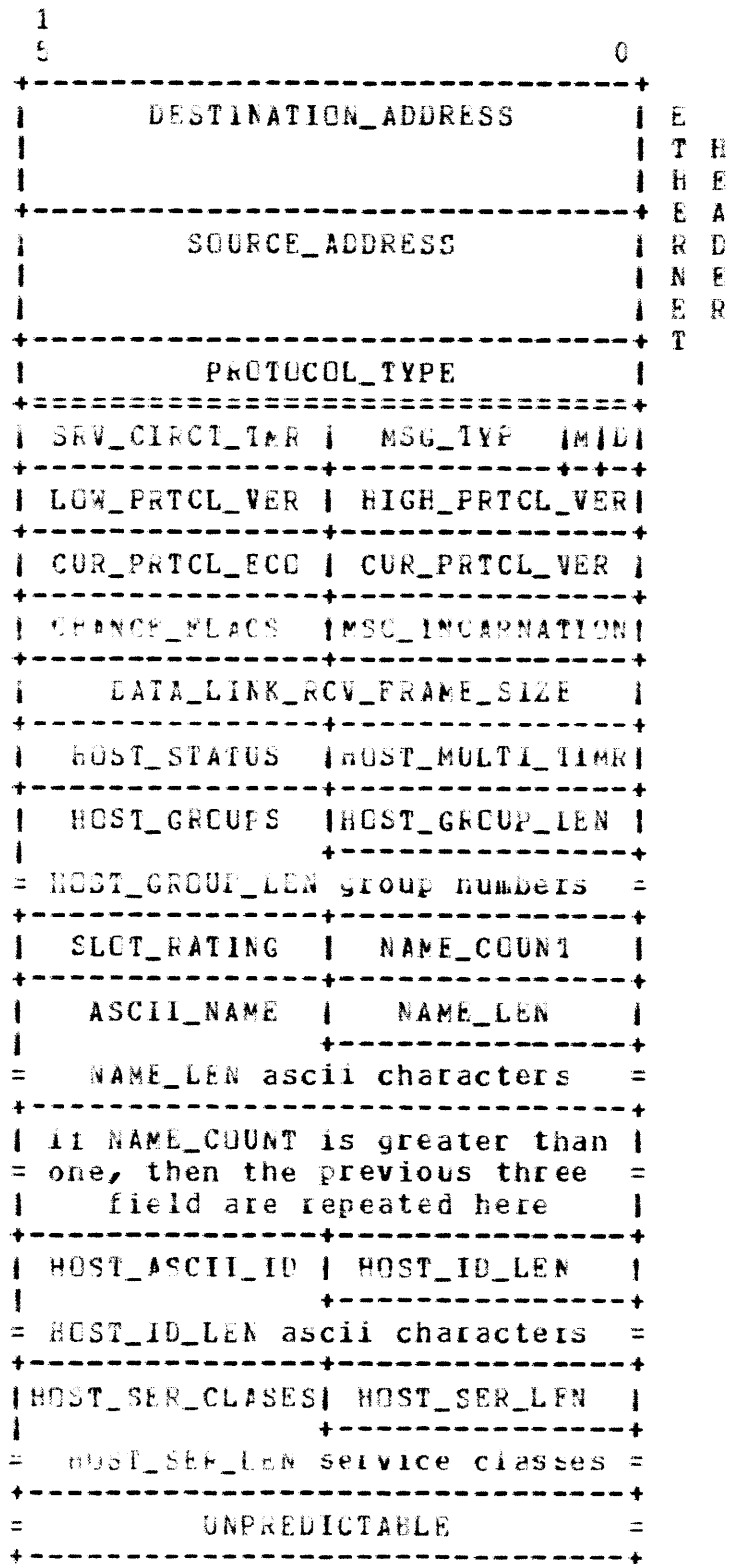 1
5 0
+-------------------------------+
| DESTINATION_ADDRESS | E
| | T H
| | H E
+-------------------------------+ E A
| SOURCE_ADDRESS | R D
| | N E
| | E R
+-------------------------------+ T
| PROTOCOL_TYPE |
+===============================+
| SRV_CIRCT_TMR | MSG_TYP |M|D|
+---------------+-----------+-+-+
| LOW_PRTCL_VER | HIGH_PRTCL_VER|
+---------------+---------------+
| CUR_PRTCL_ECO | CUR_PRTCL_VER |
+---------------+---------------+
| CHANGE_FLAGS |MSG_INCARNATION|
+---------------+---------------+
| DATA_LINK_RCV_FRAME_SIZE |
+---------------+---------------+
| HOST_STATUS |HOST_MULTI_TIMR|
+---------------+---------------+
| HOST_GROUPS |HOST_GROUP_LEN |
| +---------------+
= HOST_GROUP_LEN group numbers =
+---------------+---------------+
| SLOT_RATING | NAME_COUNT |
+---------------+---------------+
| ASCII_NAME | NAME_LEN |
| +---------------+
= NAME_LEN ascii characters =
+-------------------------------+
| If NAME_COUNT is greater than |
= one, then the previous three =
| field are repeated here |
+---------------+---------------+
| HOST_ASCII_ID | HOST_ID_LEN |
| +---------------+
= HOST_ID_LEN ascii characters =
+---------------+---------------+
|HOST_SER_CLASES| HOST_SER_LEN |
| +---------------+
= HOST_SER_LEN service classes =
+-------------------------------+
= UNPREDICTABLE =
+-------------------------------+